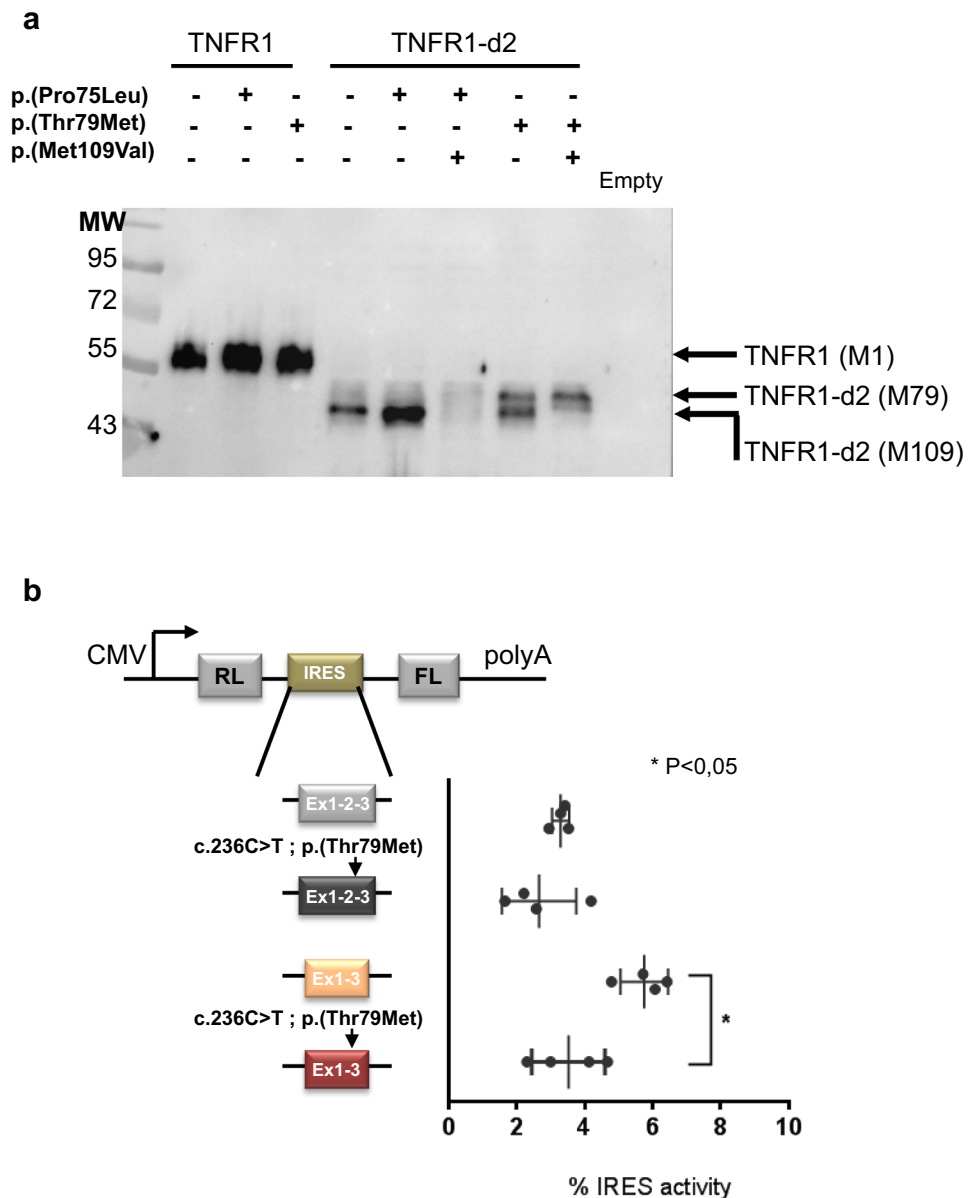 a
TNFR1 TNFR1-d2
p.(Pro75Leu) - + - - + + - -
p.(Thr79Met) - - + - - - + +
p.(Met109Val) - - - - - + - +
Empty
MW
95
72
55
43
TNFR1 (M1)
TNFR1-d2 (M79)
TNFR1-d2 (M109)
b
CMV RL IRES FL polyA
* P<0,05
Ex1-2-3
c.236C>T ; p.(Thr79Met)
Ex1-2-3
Ex1-3
c.236C>T ; p.(Thr79Met)
*
Ex1-3
0 2 4 6 8 10
% IRES activity